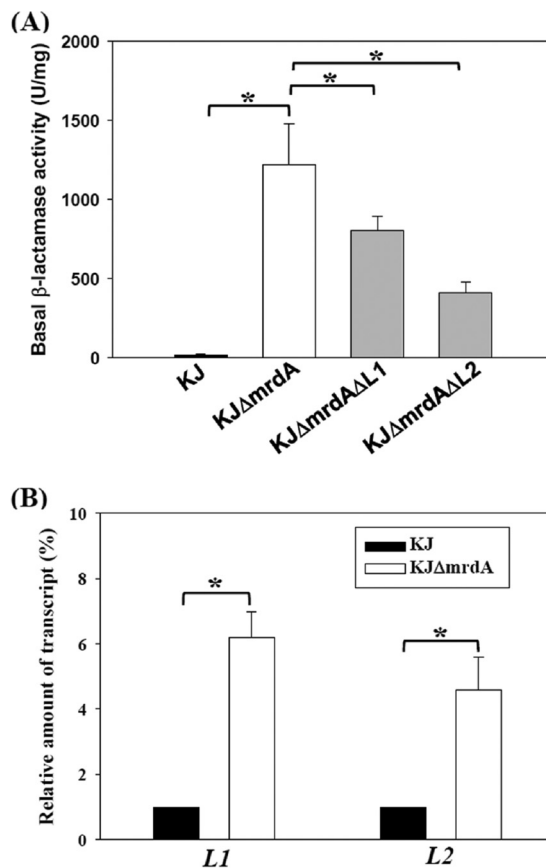 (A)
Basal β-lactamase activity (U/mg)
2000
1500
1000
500
0
*
*
*
KJ
KJΔmrdA
KJΔmrdAΔL1
KJΔmrdAΔL2
(B)
Relative amount of transcript (%)
10
8
6
4
2
0
KJ
KJΔmrdA
*
*
L1
L2